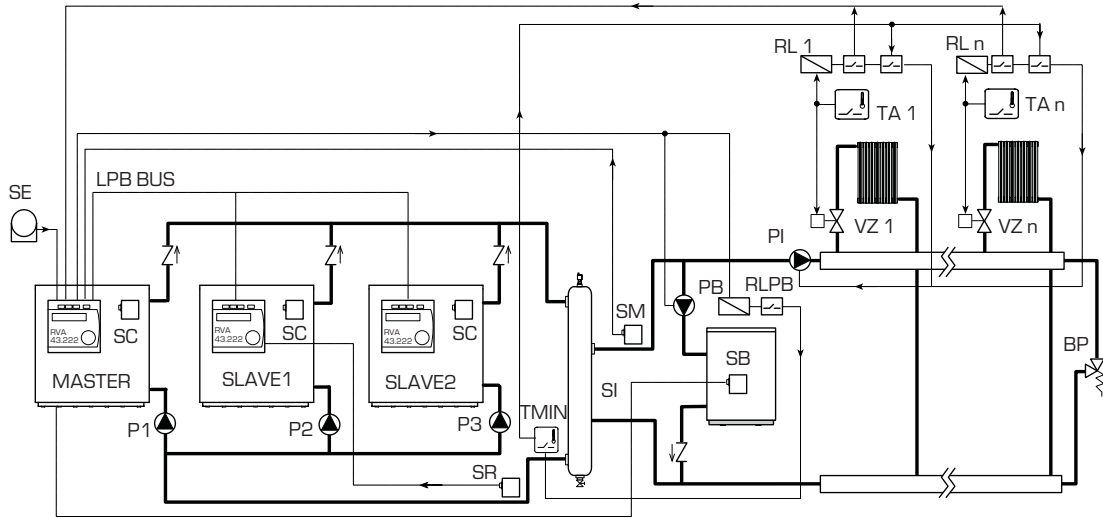 RL 1
RL n
TA 1
TA n
LPB BUS
SE
VZ 1
VZ n
PI
RVA
43.222
SC
MASTER
RVA
43.222
SC
SLAVE1
RVA
43.222
SC
SLAVE2
SM
PB
RLPB
SB
BP
SI
P1
P2
P3
TMIN
SR